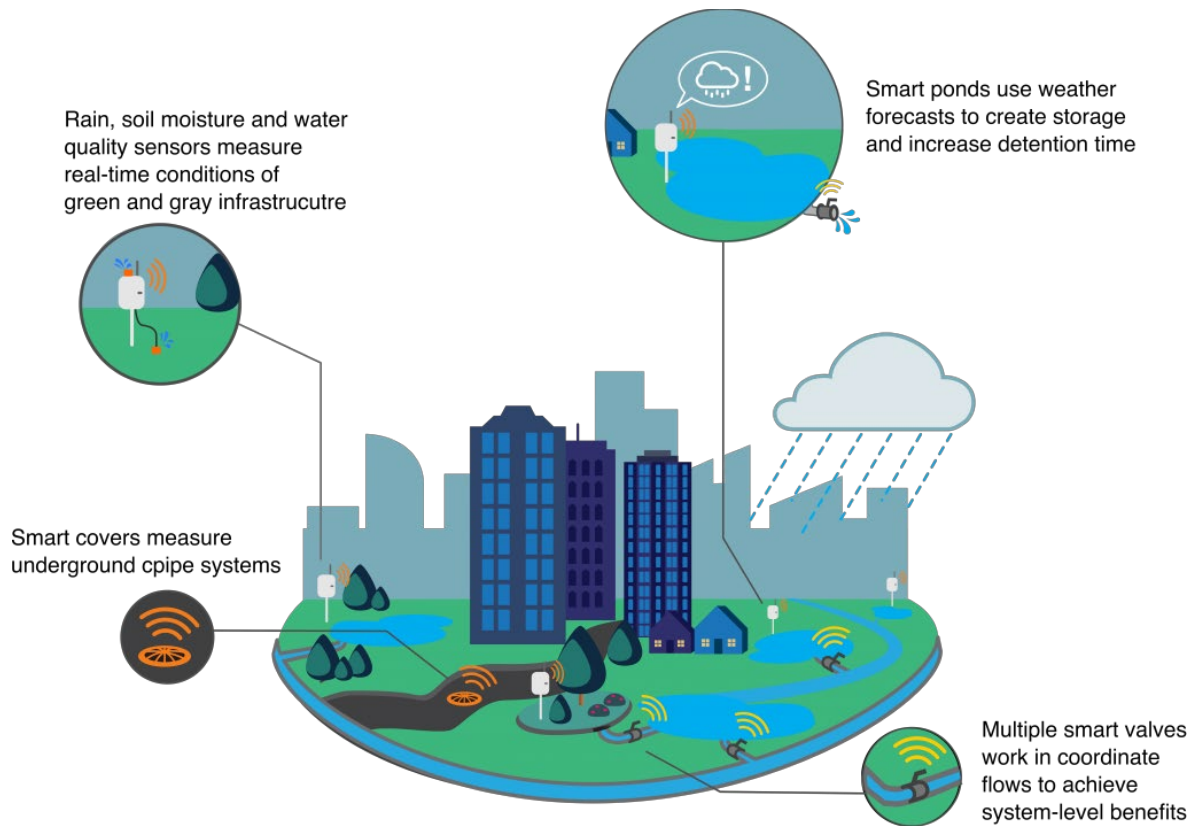 Rain, soil moisture and water
quality sensors measure
real-time conditions of
green and gray infrastrucutre
Smart ponds use weather
forecasts to create storage
and increase detention time
!
Smart covers measure
underground cpipe systems
Multiple smart valves
work in coordinate
flows to achieve
system-level benefits